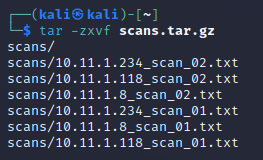 ┌──(kali㉿kali)-[~]
└─$ tar -zxvf scans.tar.gz
scans/
scans/10.11.1.234_scan_02.txt
scans/10.11.1.118_scan_02.txt
scans/10.11.1.8_scan_02.txt
scans/10.11.1.234_scan_01.txt
scans/10.11.1.8_scan_01.txt
scans/10.11.1.118_scan_01.txt